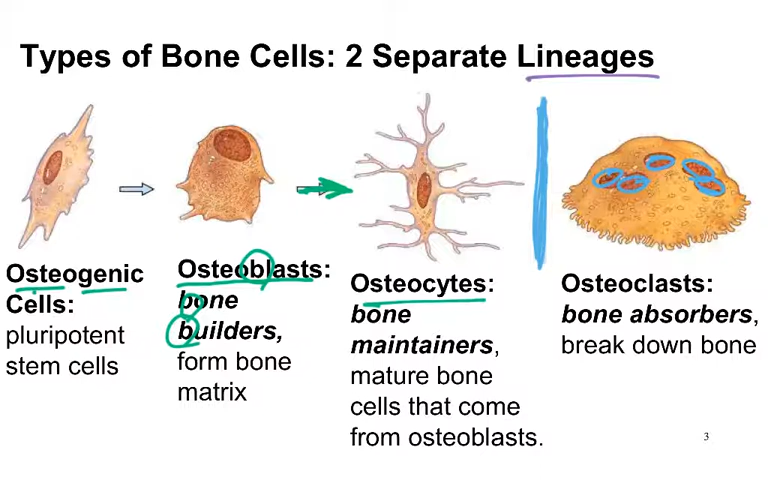 Types of Bone Cells: 2 Separate Lineages
Osteogenic
Cells:
pluripotent
stem cells
Osteoblasts:
bone
builders,
form bone
matrix
Osteocytes:
bone
maintainers,
mature bone
cells that come
from osteoblasts.
Osteoclasts:
bone absorbers,
break down bone
3